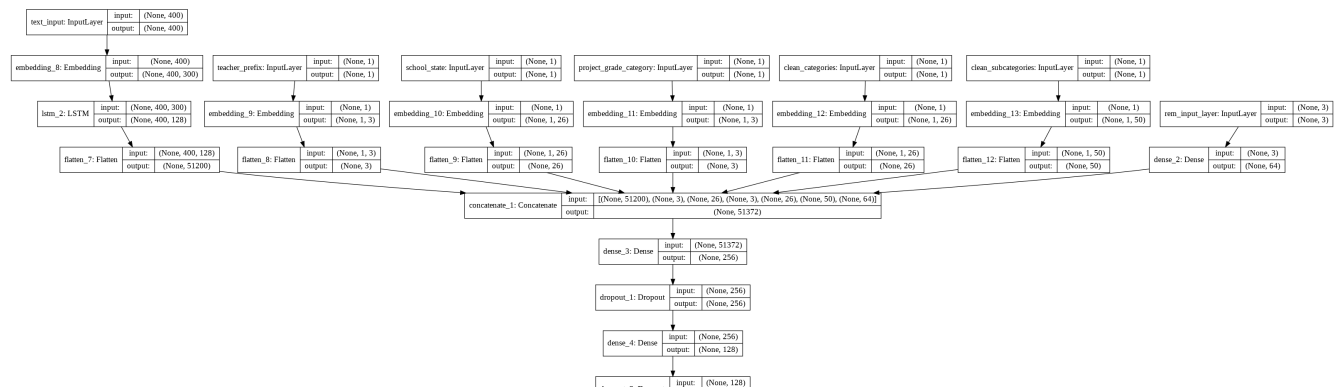 text_input: InputLayer input: (None, 400)
output: (None, 400)
embedding_8: Embedding input: (None, 400)
output: (None, 400, 300)
teacher_prefix: InputLayer input: (None, 1)
output: (None, 1)
school_state: InputLayer input: (None, 1)
output: (None, 1)
project_grade_category: InputLayer input: (None, 1)
output: (None, 1)
clean_categories: InputLayer input: (None, 1)
output: (None, 1)
clean_subcategories: InputLayer input: (None, 1)
output: (None, 1)
lstm_2: LSTM input: (None, 400, 300)
output: (None, 400, 128)
embedding_9: Embedding input: (None, 1)
output: (None, 1, 3)
embedding_10: Embedding input: (None, 1)
output: (None, 1, 26)
embedding_11: Embedding input: (None, 1)
output: (None, 1, 3)
embedding_12: Embedding input: (None, 1)
output: (None, 1, 26)
embedding_13: Embedding input: (None, 1)
output: (None, 1, 50)
rem_input_layer: InputLayer input: (None, 3)
output: (None, 3)
flatten_7: Flatten input: (None, 400, 128)
output: (None, 51200)
flatten_8: Flatten input: (None, 1, 3)
output: (None, 3)
flatten_9: Flatten input: (None, 1, 26)
output: (None, 26)
flatten_10: Flatten input: (None, 1, 3)
output: (None, 3)
flatten_11: Flatten input: (None, 1, 26)
output: (None, 26)
flatten_12: Flatten input: (None, 1, 50)
output: (None, 50)
dense_2: Dense input: (None, 3)
output: (None, 64)
concatenate_1: Concatenate input: [(None, 51200), (None, 3), (None, 26), (None, 3), (None, 26), (None, 50), (None, 64)]
output: (None, 51372)
dense_3: Dense input: (None, 51372)
output: (None, 256)
dropout_1: Dropout input: (None, 256)
output: (None, 256)
dense_4: Dense input: (None, 256)
output: (None, 128)
input: (None, 128)